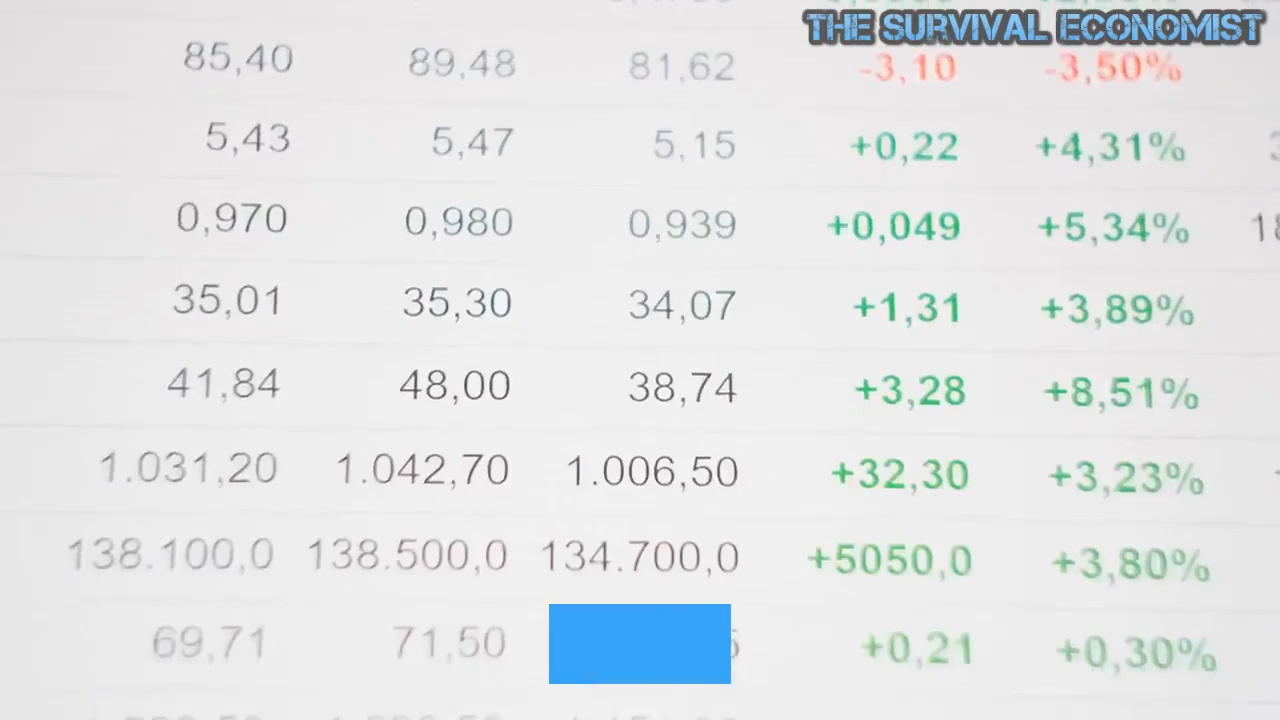 THE SURVIVAL ECONOMIST
85,40 89,48 81,62 -3,10 -3,50%
5,43 5,47 5,15 +0,22 +4,31%
0,970 0,980 0,939 +0,049 +5,34%
35,01 35,30 34,07 +1,31 +3,89%
41,84 48,00 38,74 +3,28 +8,51%
1.031,20 1.042,70 1.006,50 +32,30 +3,23%
138.100,0 138.500,0 134.700,0 +5050,0 +3,80%
69,71 71,50 +0,21 +0,30%